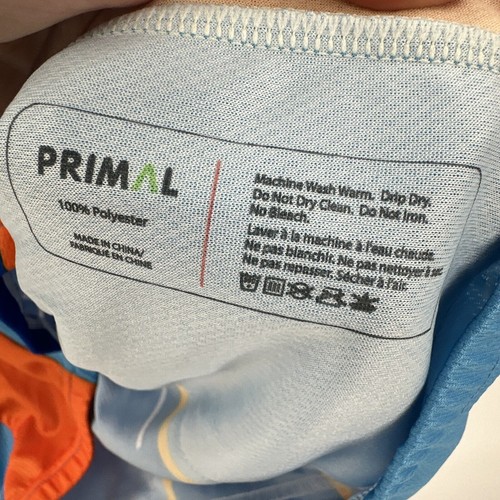 PRIMAL
100% Polyester
MADE IN CHINA/
FABRIQUÉ EN CHINE
Machine Wash Warm. Drip Dry.
Do Not Dry Clean. Do Not Iron.
No Bleach.
Laver à la machine à l'eau chaude.
Ne pas blanchir. Ne pas nettoyer à sec.
Ne pas repasser. Sécher à l'air.